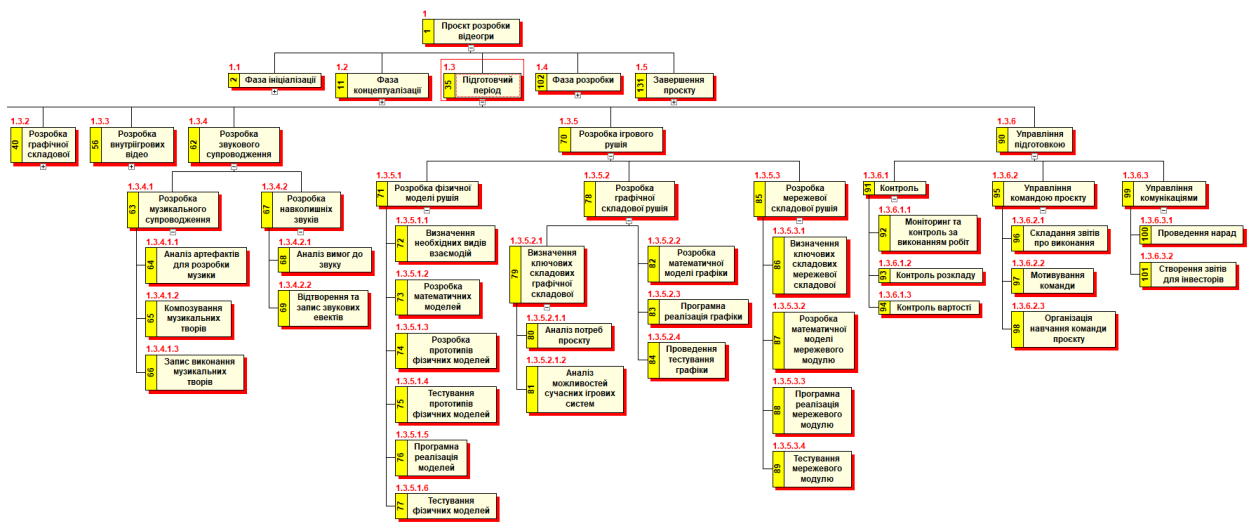 1
1
Проєкт розробки
відеогри
1.1
2
Фаза ініціалізації
1.2
11
Фаза
концептуалізації
1.3
35
Підготовчий
період
1.4
102
Фаза розробки
1.5
131
Завершення
проєкту
1.3.2
40
Розробка
графічної
складової
1.3.3
56
Розробка
внутріігрових
відео
1.3.4
62
Розробка
звукового
супроводження
1.3.5
70
Розробка ігрового
рушія
1.3.6
90
Управління
підготовкою
1.3.4.1
63
Розробка
музикального
супроводження
1.3.4.1.1
64
Аналіз артефактів
для розробки
музики
1.3.4.1.2
65
Композування
музикальних
творів
1.3.4.1.3
66
Запис виконання
музикальних
творів
1.3.4.2
67
Розробка
навколишніх
звуків
1.3.4.2.1
68
Аналіз вимог до
звуку
1.3.4.2.2
69
Відтворення та
запис звукових
евектів
1.3.5.1
71
Розробка фізичної
моделі рушія
1.3.5.1.1
72
Визначення
необхідних видів
взаємодій
1.3.5.1.2
73
Розробка
математичних
моделей
1.3.5.1.3
74
Розробка
прототипів
фізичних моделей
1.3.5.1.4
75
Тестування
прототипів
фізичних моделей
1.3.5.1.5
76
Програмна
реалізація
моделей
1.3.5.1.6
77
Тестування
фізичних моделей
1.3.5.2
78
Розробка
графічної
складової рушія
1.3.5.2.1
79
Визначення
ключових
складових
графічної
складової
1.3.5.2.1.1
80
Аналіз потреб
проєкту
1.3.5.2.1.2
81
Аналіз
можливостей
сучасних ігрових
систем
1.3.5.2.2
82
Розробка
математичної
моделі графіки
1.3.5.2.3
83
Програмна
реалізація графіки
1.3.5.2.4
84
Проведення
тестування
графіки
1.3.5.3
85
Розробка
мережевої
складової рушія
1.3.5.3.1
86
Визначення
ключових
складових
мережевої
складової
1.3.5.3.2
87
Розробка
математичної
моделі
мережевого
модулю
1.3.5.3.3
88
Програмна
реалізація
мережевого
модулю
1.3.5.3.4
89
Тестування
мережевого
модулю
1.3.6.1
91
Контроль
1.3.6.1.1
92
Моніторинг та
контроль за
виконанням робіт
1.3.6.1.2
93
Контроль розкладу
1.3.6.1.3
94
Контроль вартості
1.3.6.2
95
Управління
командою проєкту
1.3.6.2.1
96
Складання звітів
про виконання
1.3.6.2.2
97
Мотивування
команди
1.3.6.2.3
98
Організація
навчання команди
проєкту
1.3.6.3
99
Управління
комунікаціями
1.3.6.3.1
100
Проведення нарад
1.3.6.3.2
101
Створення звітів
для інвесторів